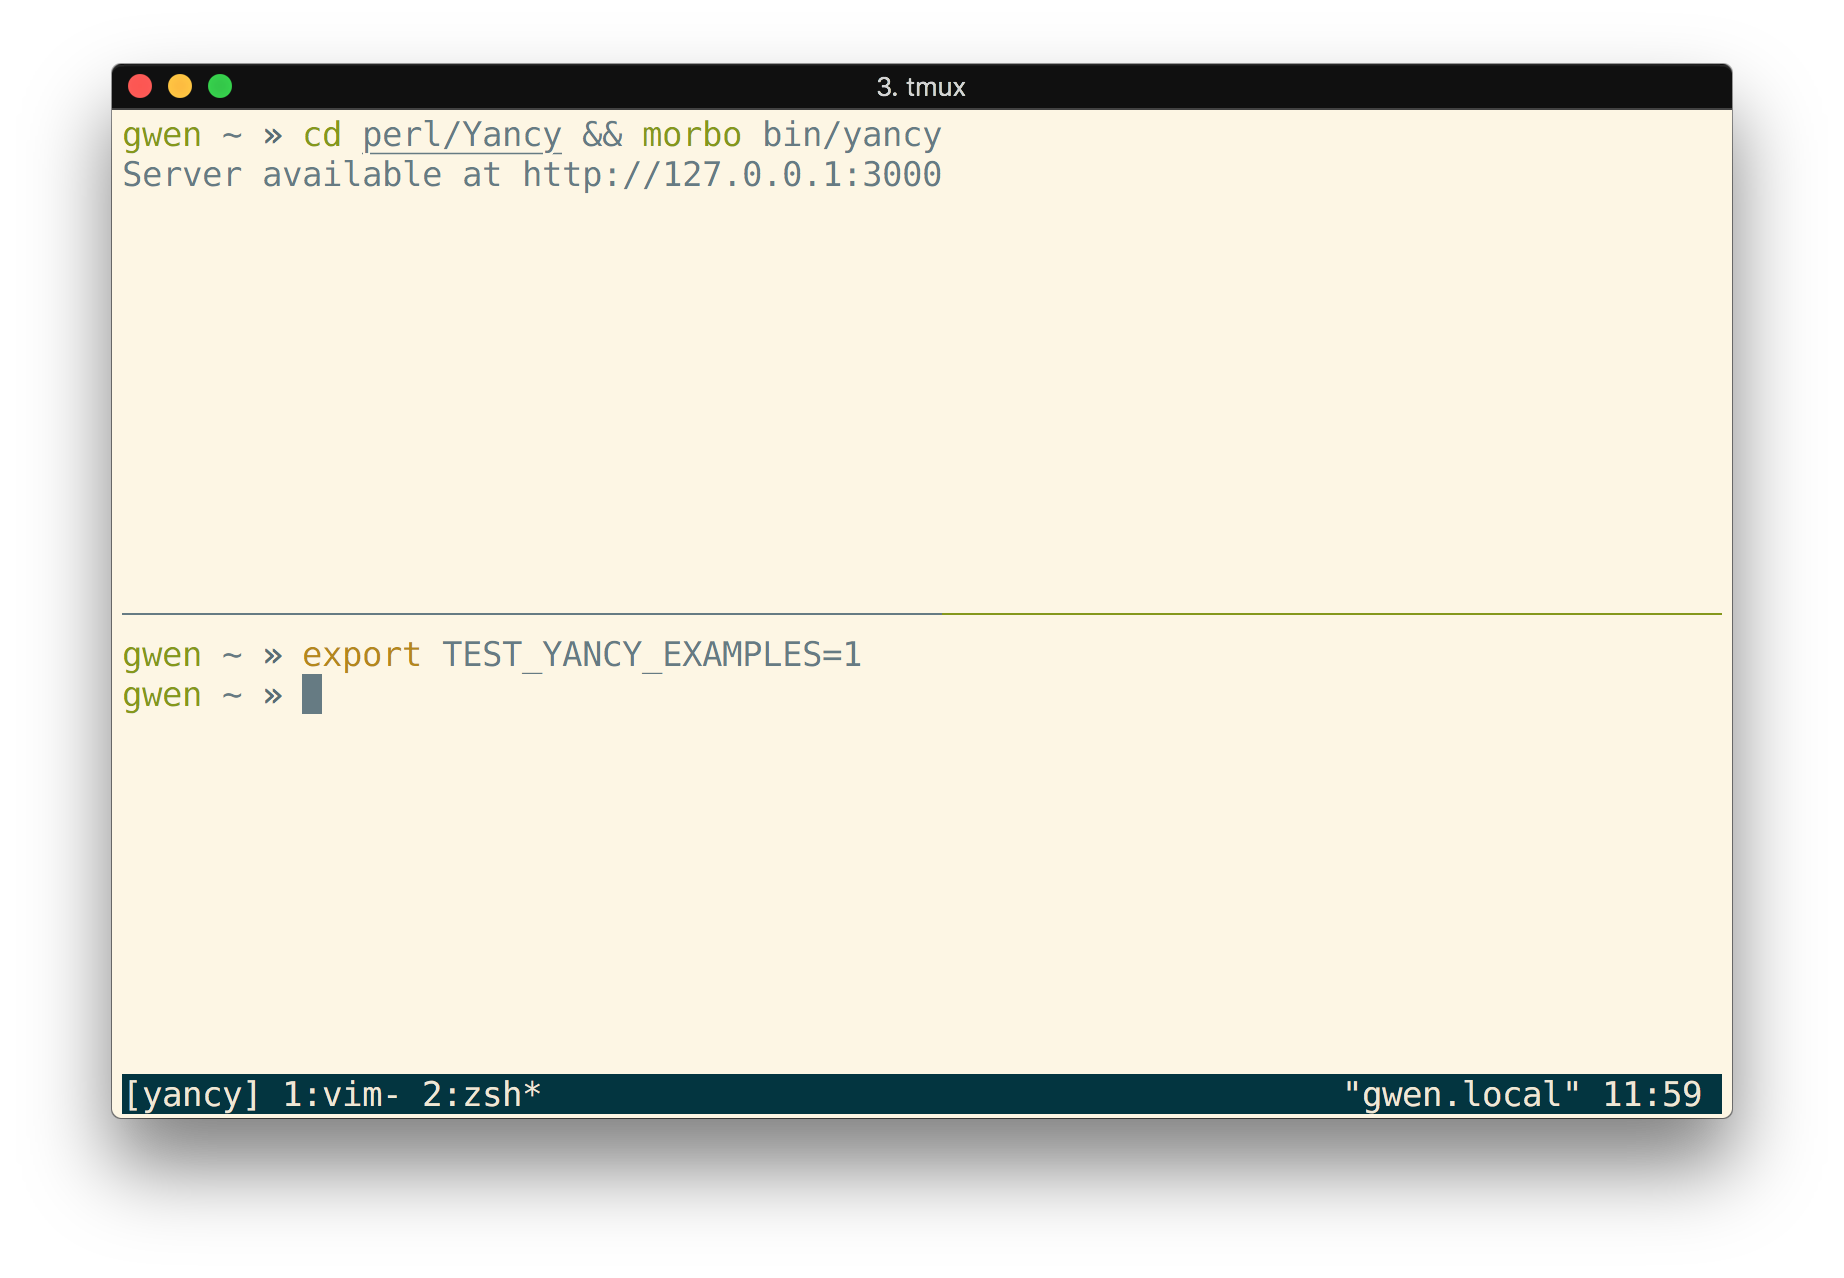 3. tmux
gwen ~ » cd perl/Yancy && morbo bin/yancy
Server available at http://127.0.0.1:3000
gwen ~ » export TEST_YANCY_EXAMPLES=1
gwen ~ »
[yancy] 1:vim- 2:zsh* "gwen.local" 11:59